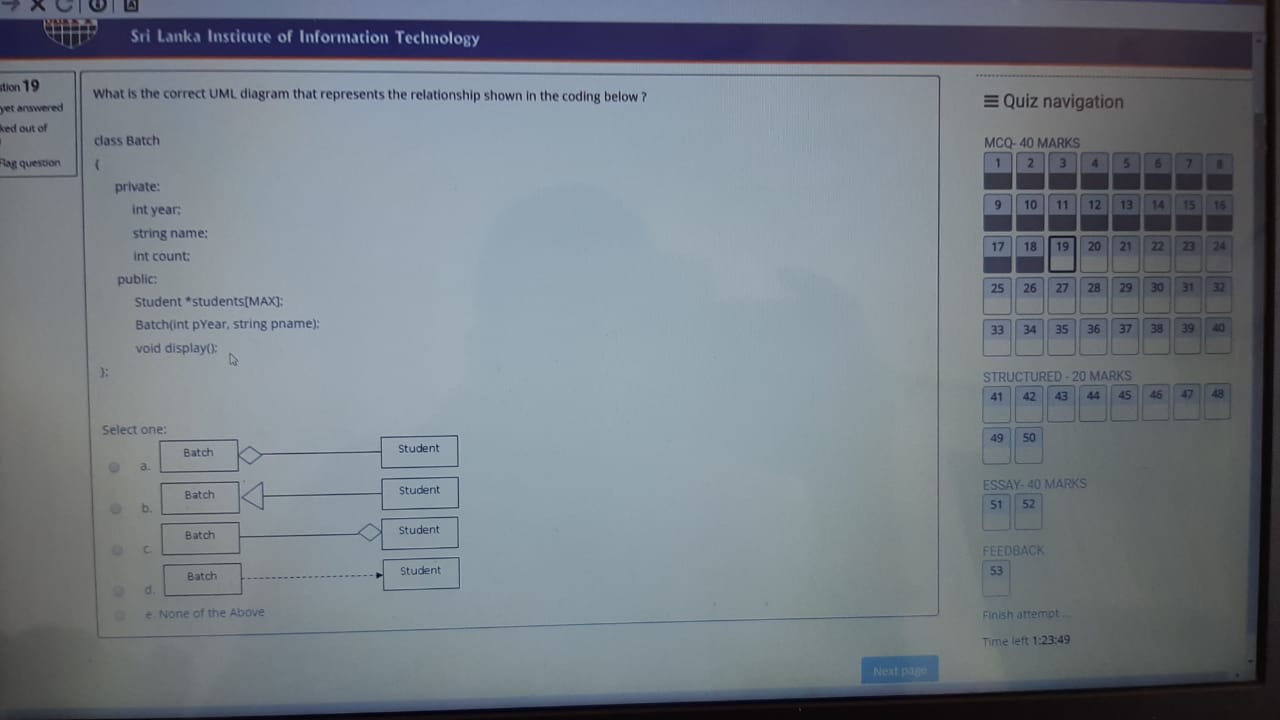 Sri Lanka Institute of Information Technology
stion 19
yet answered
ked out of
Flag question
What is the correct UML diagram that represents the relationship shown in the coding below ?
class Batch
{
private:
int year;
string name;
int count;
public:
Student *students[MAX];
Batch(int pYear, string pname);
void display();
};
Select one:
a. Batch Student
b. Batch Student
c. Batch Student
d. Batch Student
e. None of the Above
Next page
Quiz navigation
MCQ- 40 MARKS
1 2 3 4 5 6 7 8
9 10 11 12 13 14 15 16
17 18 19 20 21 22 23 24
25 26 27 28 29 30 31 32
33 34 35 36 37 38 39 40
STRUCTURED - 20 MARKS
41 42 43 44 45 46 47 48
49 50
ESSAY- 40 MARKS
51 52
FEEDBACK
53
Finish attempt ...
Time left 1:23:49